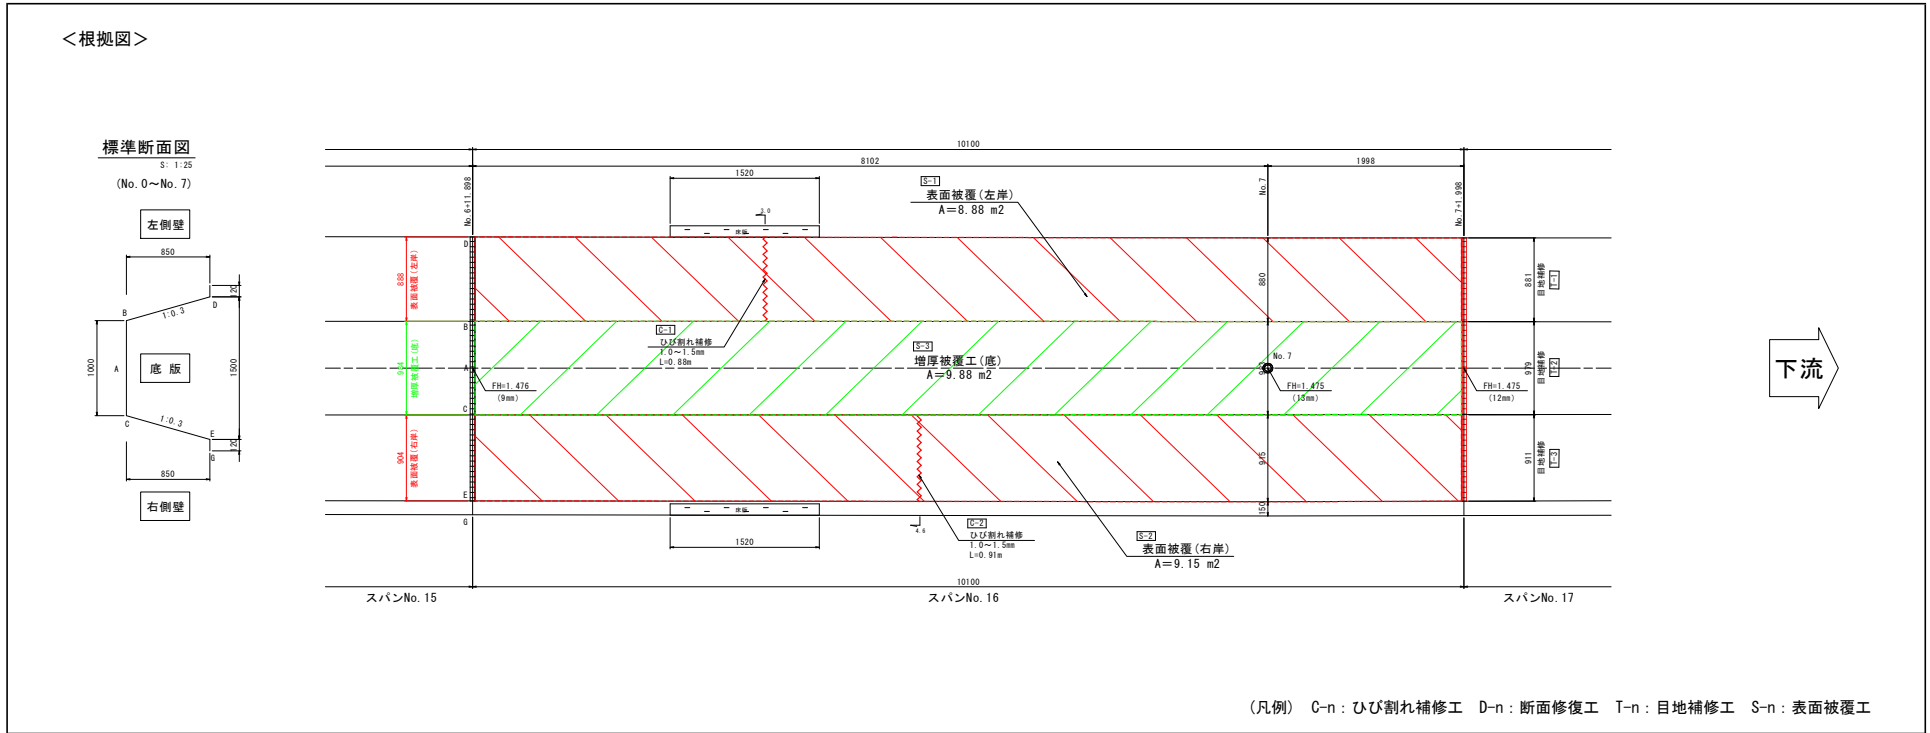 ＜根拠図＞
標準断面図
S: 1:25
(No.0～No.7)
左側壁
850
120
D
B
1:0.3
1000
A
底 版
1500
C
1:0.3
E
120
G
850
右側壁
10100
8102
1998
No.6+11.898
1520
No.7
No.7+1.998
S-1
表面被覆(左岸)
A＝8.88 m2
3.0
床版
D
888
表面被覆(左岸)
880
881
目地補修
T-1
B
C-1
ひび割れ補修
1.0～1.5mm
L=0.88m
S-3
増厚被覆工(底)
A＝9.88 m2
984
増厚被覆工(底)
A
No.7
FH=1.476
(9mm)
FH=1.475
(13mm)
FH=1.475
(12mm)
979
目地補修
T-2
C
904
表面被覆(右岸)
915
911
目地補修
T-3
E
G
床版
150
4.6
1520
C-2
ひび割れ補修
1.0～1.5mm
L=0.91m
S-2
表面被覆(右岸)
A＝9.15 m2
10100
スパンNo.15
スパンNo.16
スパンNo.17
下流
(凡例) C-n：ひび割れ補修工 D-n：断面修復工 T-n：目地補修工 S-n：表面被覆工